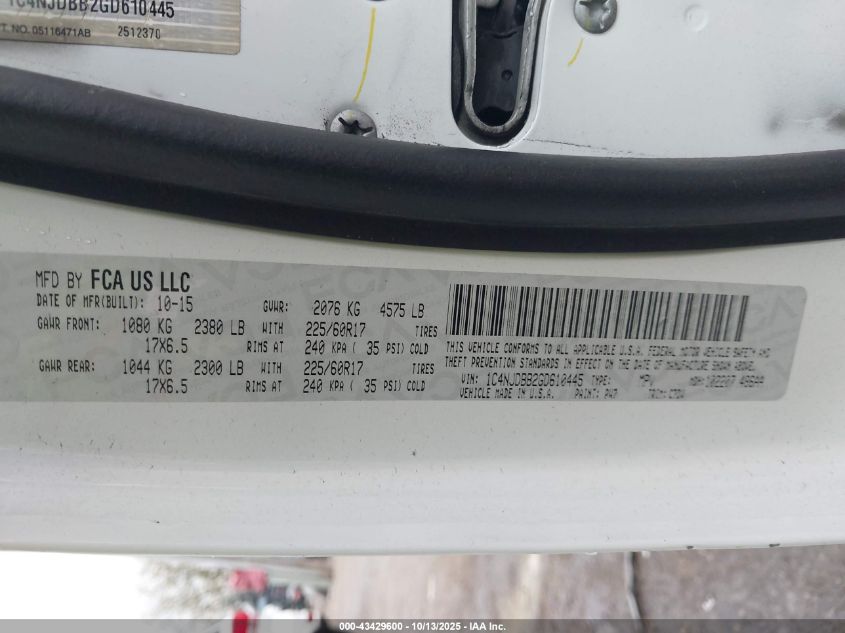 1C4NJDBB2GD610445
T. NO. 05116471AB 2512370
MFD BY FCA US LLC
DATE OF MFR(BUILT): 10-15 GVWR: 2076 KG 4575 LB
GAWR FRONT: 1080 KG 2380 LB WITH 225/60R17 TIRES
17X6.5 RIMS AT 240 KPA ( 35 PSI) COLD
GAWR REAR: 1044 KG 2300 LB WITH 225/60R17 TIRES
17X6.5 RIMS AT 240 KPA ( 35 PSI) COLD
THIS VEHICLE CONFORMS TO ALL APPLICABLE U.S.A. FEDERAL MOTOR VEHICLE SAFETY AND
THEFT PREVENTION STANDARDS IN EFFECT ON THE DATE OF MANUFACTURE SHOWN ABOVE.
VIN: 1C4NJDBB2GD610445 TYPE: MPV MDH: 102207
VEHICLE MADE IN U.S.A. PAINT: PW7 TRIM:
000-43429600 - 10/13/2025 - IAA Inc.